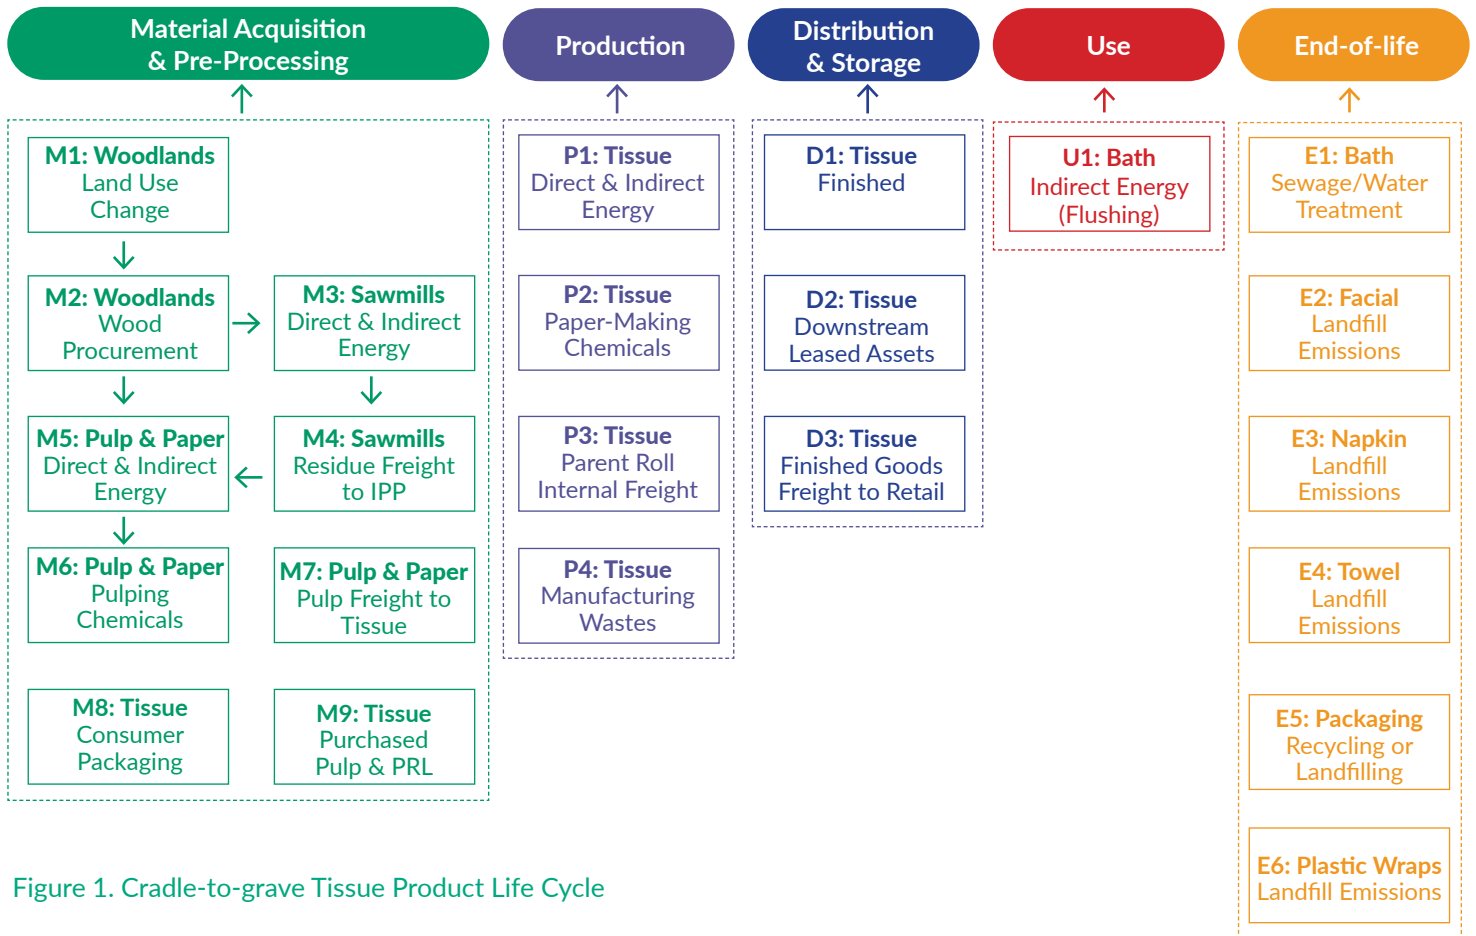 Material Acquisition
& Pre-Processing
Production
Distribution
& Storage
Use
End-of-life
M1: Woodlands
Land Use
Change
M2: Woodlands
Wood
Procurement
M3: Sawmills
Direct & Indirect
Energy
M5: Pulp & Paper
Direct & Indirect
Energy
M4: Sawmills
Residue Freight
to IPP
M6: Pulp & Paper
Pulping
Chemicals
M7: Pulp & Paper
Pulp Freight to
Tissue
M8: Tissue
Consumer
Packaging
M9: Tissue
Purchased
Pulp & PRL
P1: Tissue
Direct & Indirect
Energy
P2: Tissue
Paper-Making
Chemicals
P3: Tissue
Parent Roll
Internal Freight
P4: Tissue
Manufacturing
Wastes
D1: Tissue
Finished
D2: Tissue
Downstream
Leased Assets
D3: Tissue
Finished Goods
Freight to Retail
U1: Bath
Indirect Energy
(Flushing)
E1: Bath
Sewage/Water
Treatment
E2: Facial
Landfill
Emissions
E3: Napkin
Landfill
Emissions
E4: Towel
Landfill
Emissions
E5: Packaging
Recycling or
Landfilling
E6: Plastic Wraps
Landfill Emissions
Figure 1. Cradle-to-grave Tissue Product Life Cycle